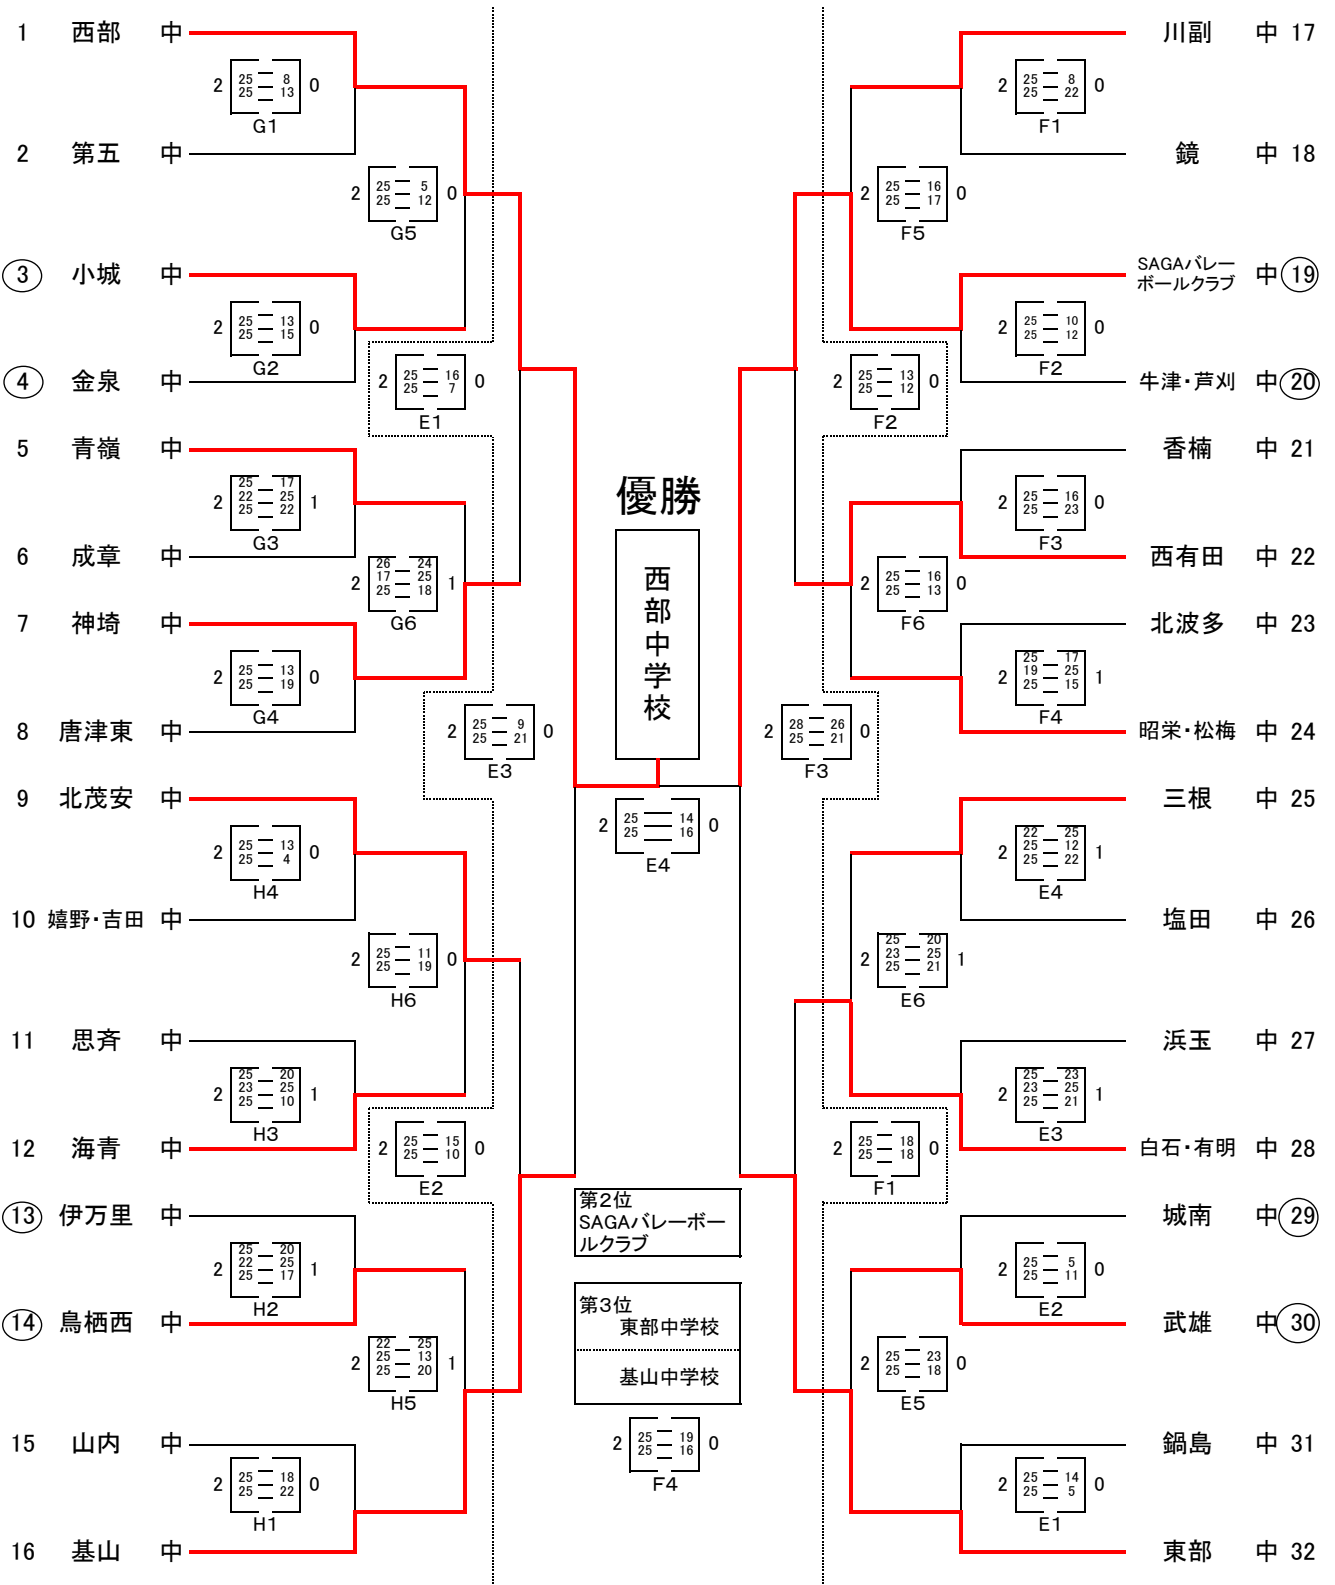 1 西部 中
2 25 8 0
25 13
G1
2 第五 中
2 25 5 0
25 12
G5
3 小城 中
2 25 13 0
25 15
G2
4 金泉 中
2 25 16 0
25 7
E1
5 青嶺 中
2 25 17 1
22 25
25 22
G3
6 成章 中
2 26 24 1
17 25
25 18
G6
7 神埼 中
2 25 13 0
25 19
G4
8 唐津東 中
2 25 9 0
25 21
E3
9 北茂安 中
2 25 13 0
25 4
H4
10 嬉野・吉田 中
2 25 11 0
25 19
H6
11 思斉 中
2 25 20 1
23 25
25 10
H3
12 海青 中
2 25 15 0
25 10
E2
13 伊万里 中
2 25 20 1
22 25
25 17
H2
14 鳥栖西 中
2 22 25 1
25 13
25 20
H5
15 山内 中
2 25 18 0
25 22
H1
16 基山 中
優勝
西部中学校
2 25 14 0
25 16
E4
第2位
SAGAバレーボー
ルクラブ
第3位
東部中学校
基山中学校
2 25 19 0
25 16
F4
川副 中 17
2 25 8 0
25 22
F1
鏡 中 18
2 25 16 0
25 17
F5
SAGAバレー
ボールクラブ 中 19
2 25 10 0
25 12
F2
牛津・芦刈 中 20
2 25 13 0
25 12
F2
香楠 中 21
2 25 16 0
25 23
F3
西有田 中 22
2 25 16 0
25 13
F6
北波多 中 23
2 25 17 1
19 25
25 15
F4
昭栄・松梅 中 24
2 28 26 0
25 21
F3
三根 中 25
2 22 25 1
25 12
25 22
E4
塩田 中 26
2 25 20 1
23 25
25 21
E6
浜玉 中 27
2 25 23 1
23 25
25 21
E3
白石・有明 中 28
2 25 18 0
25 18
F1
城南 中 29
2 25 5 0
25 11
E2
武雄 中 30
2 25 23 0
25 18
E5
鍋島 中 31
2 25 14 0
25 5
E1
東部 中 32